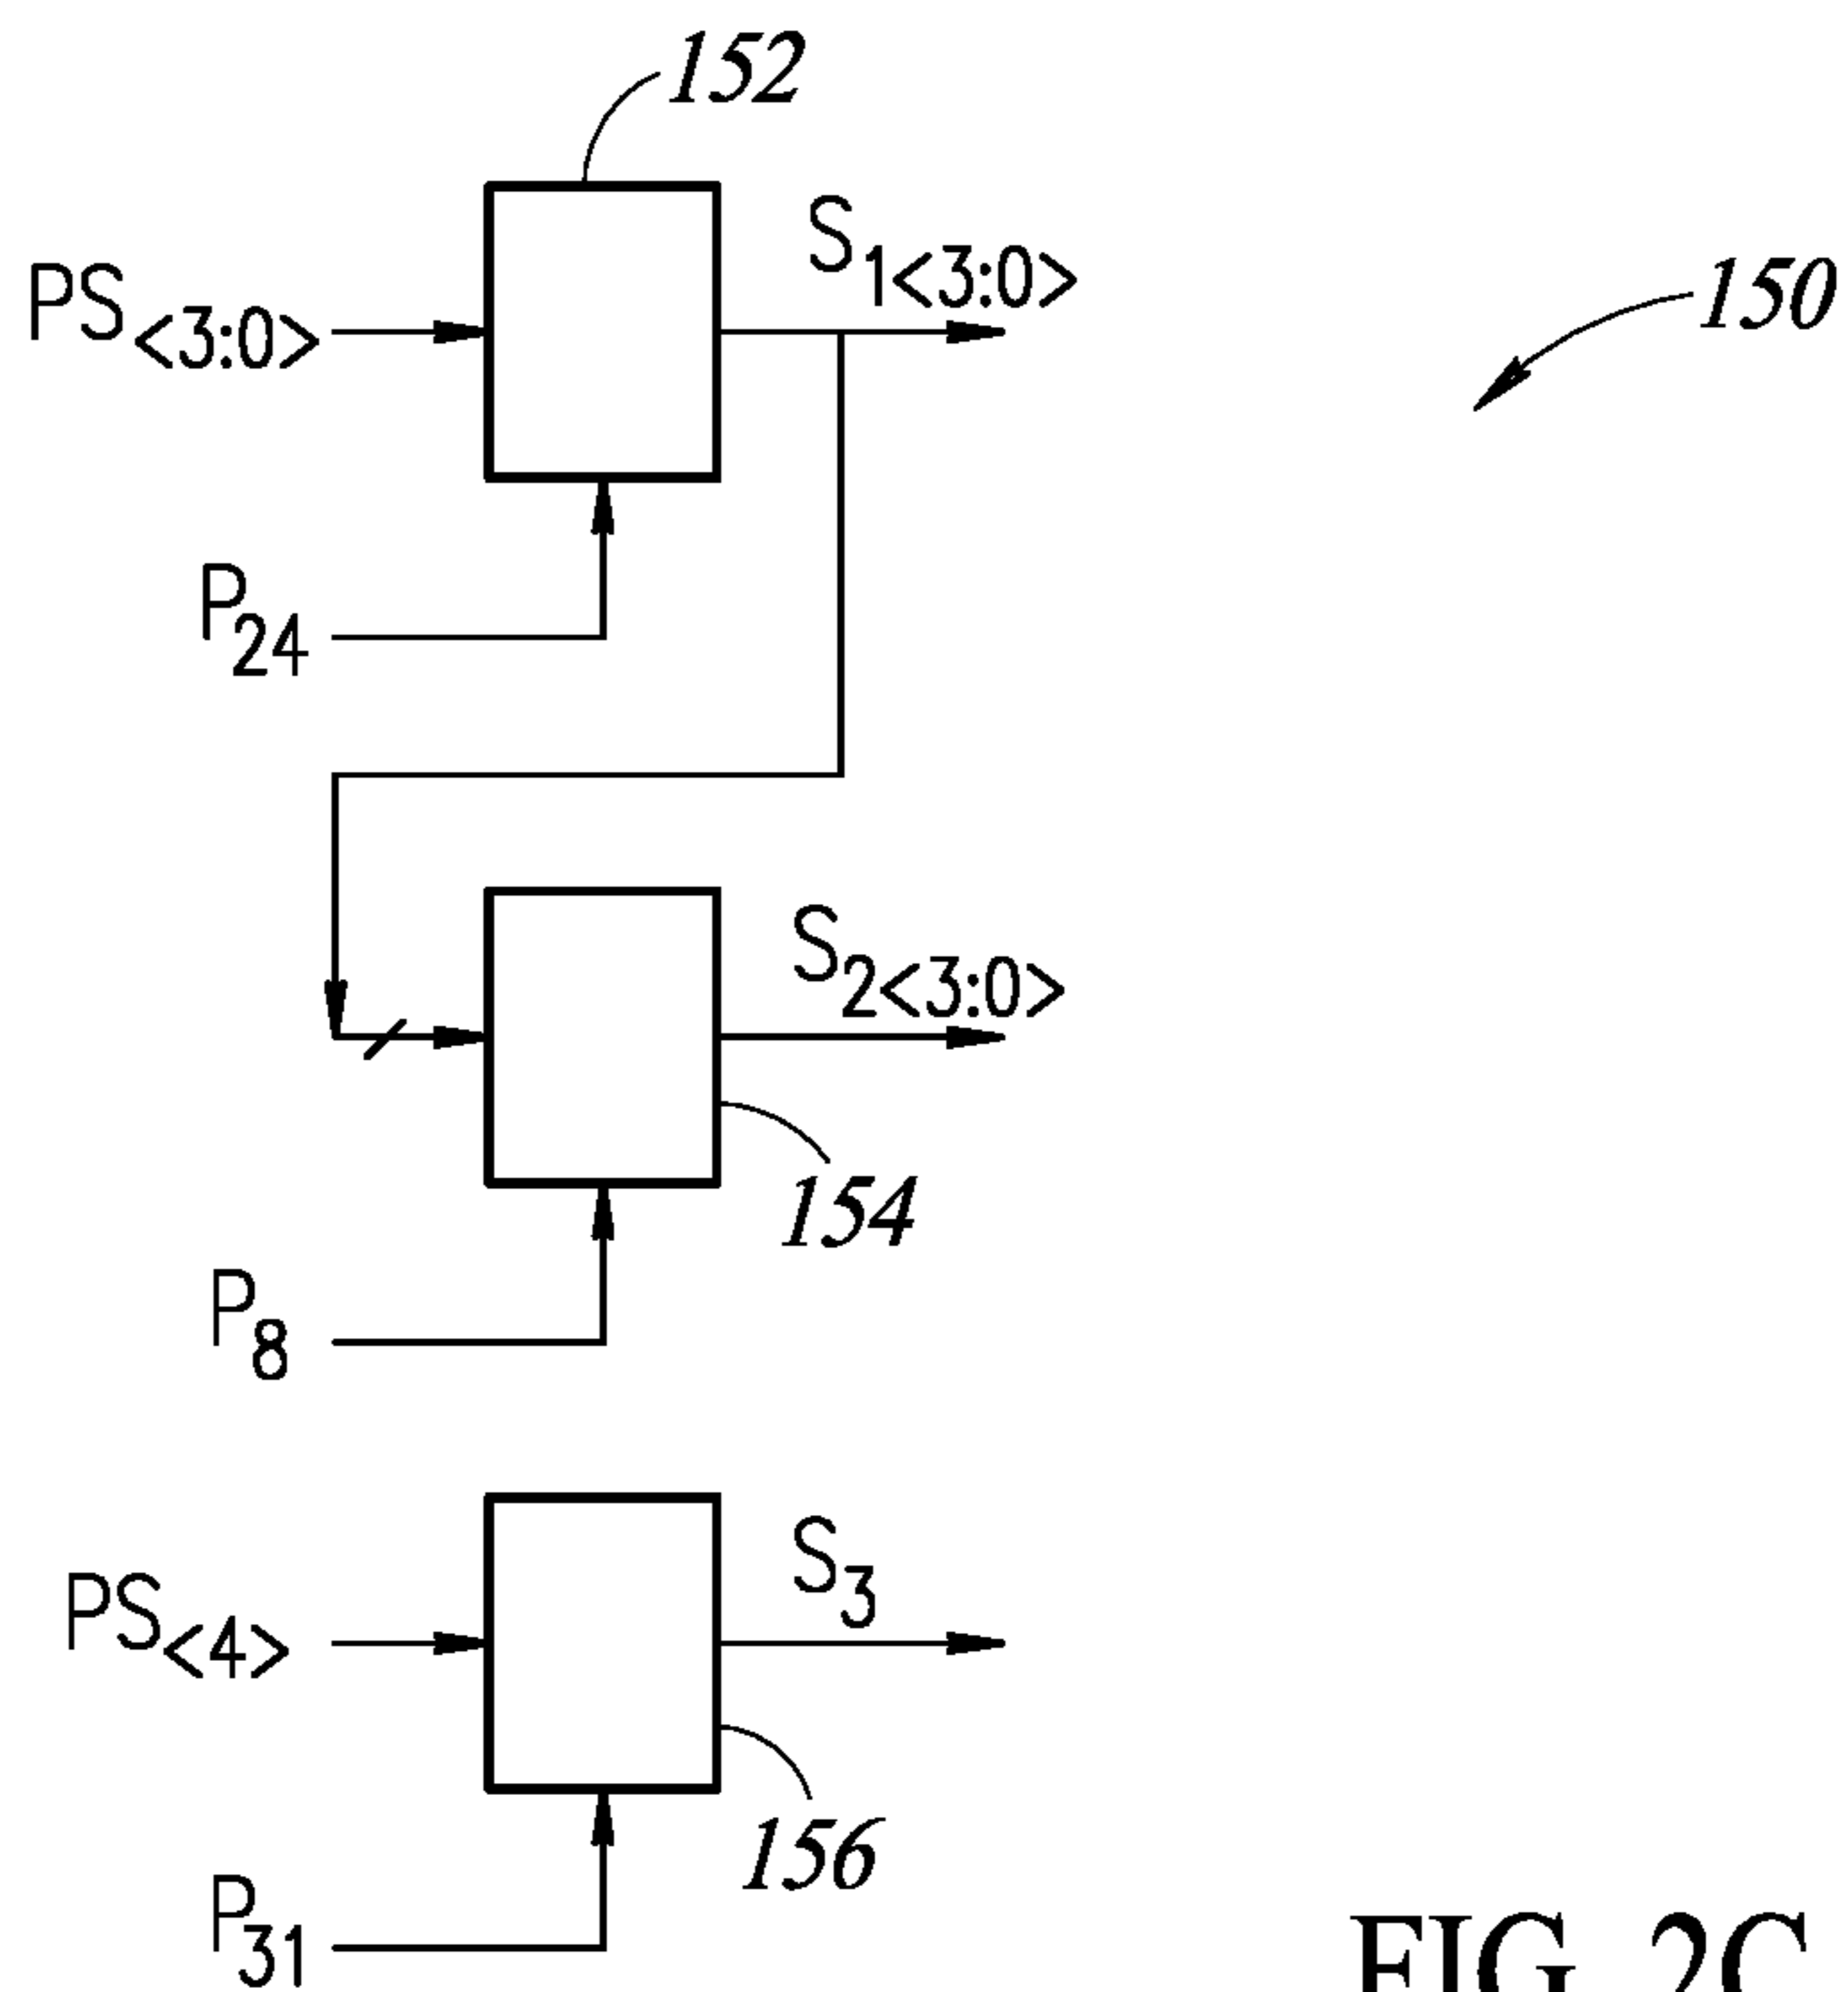 152
S1<3:0>
PS<3:0>
150
P24
S2<3:0>
154
P8
S3
PS<4>
156
P31
FIG. 2C